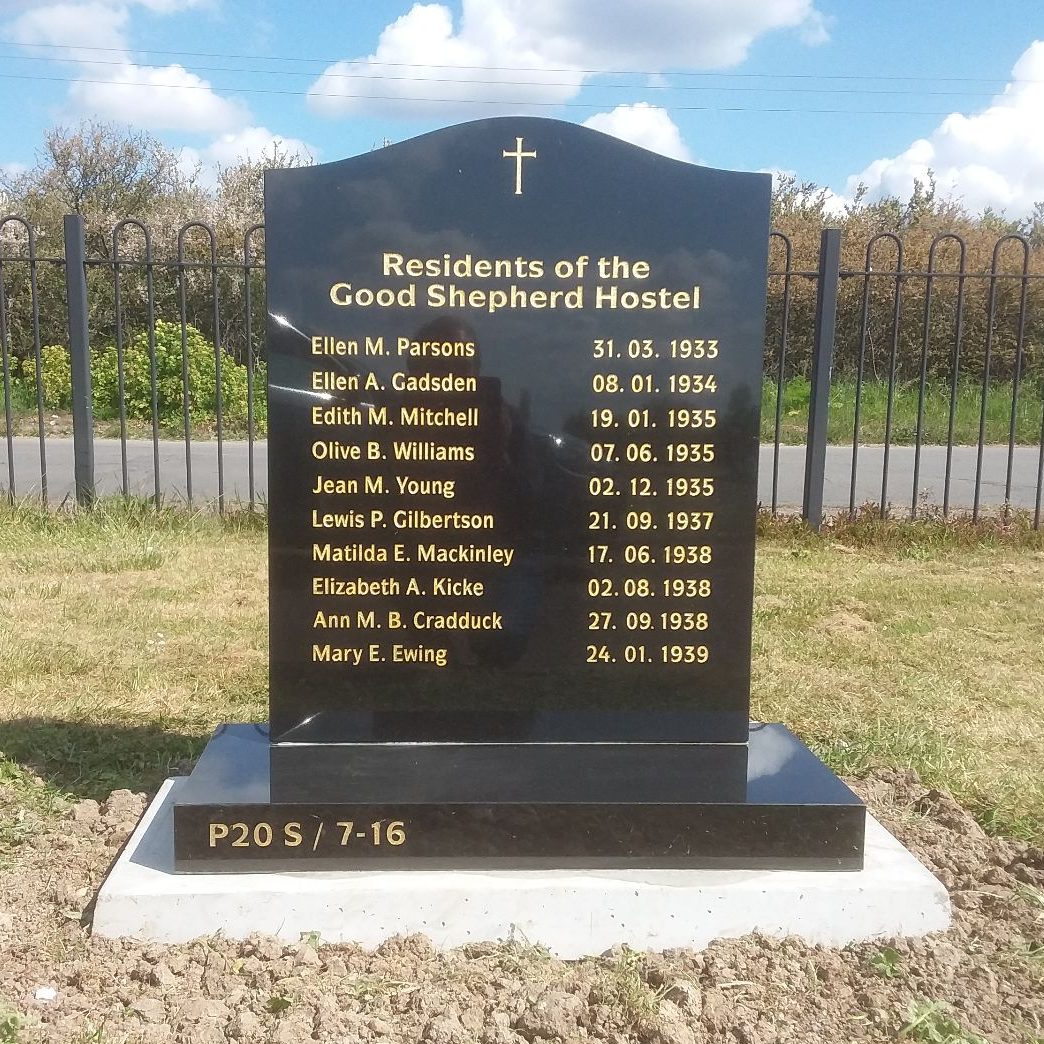 Residents of the
Good Shepherd Hostel
Ellen M. Parsons 31. 03. 1933
Ellen A. Gadsden 08. 01. 1934
Edith M. Mitchell 19. 01. 1935
Olive B. Williams 07. 06. 1935
Jean M. Young 02. 12. 1935
Lewis P. Gilbertson 21. 09. 1937
Matilda E. Mackinley 17. 06. 1938
Elizabeth A. Kicke 02. 08. 1938
Ann M. B. Cradduck 27. 09. 1938
Mary E. Ewing 24. 01. 1939
P20 S / 7-16